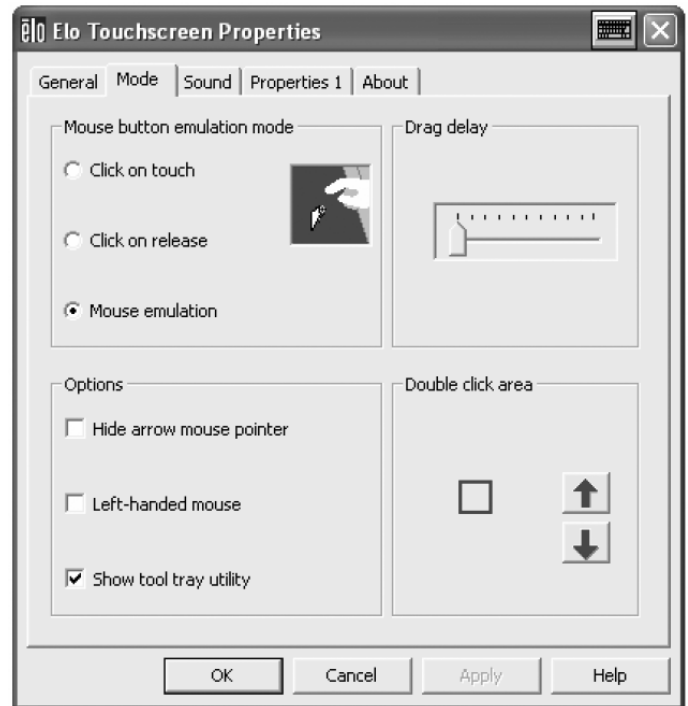 elo Elo Touchscreen Properties
General Mode Sound Properties 1 About
Mouse button emulation mode
Click on touch
Click on release
Mouse emulation
Drag delay
Options
Hide arrow mouse pointer
Left-handed mouse
Show tool tray utility
Double click area
OK Cancel Apply Help